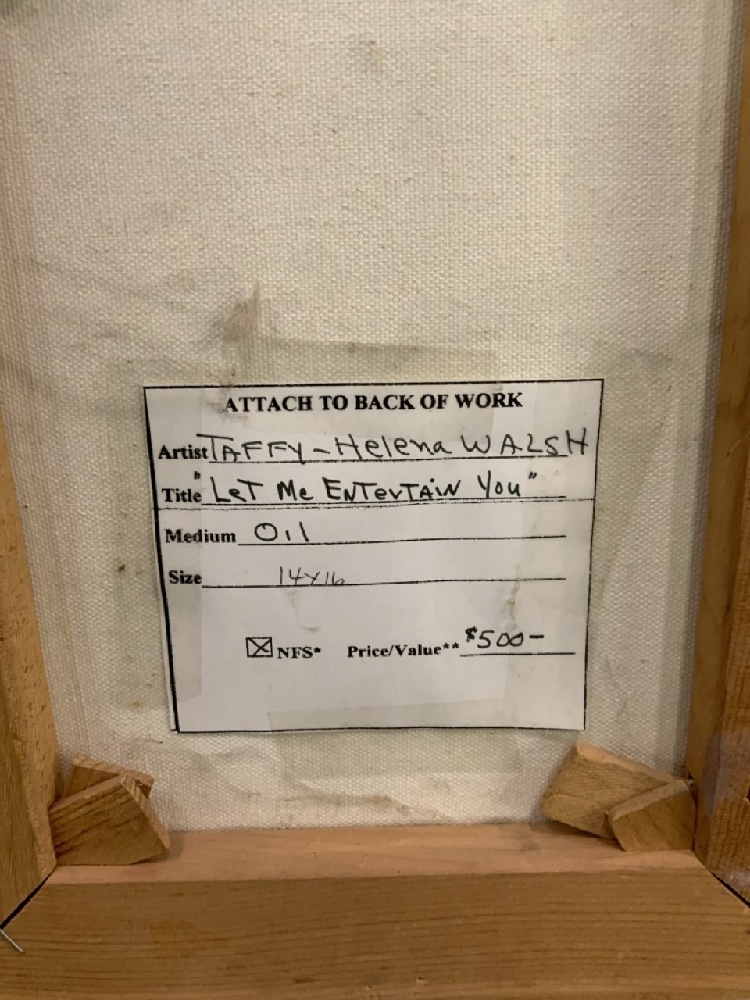 ATTACH TO BACK OF WORK
Artist TAFFY-Helena WALSH
Title "LeT Me ENTerTAiN You"
Medium Oil
Size 14x16
☒ NFS* Price/Value** $500-